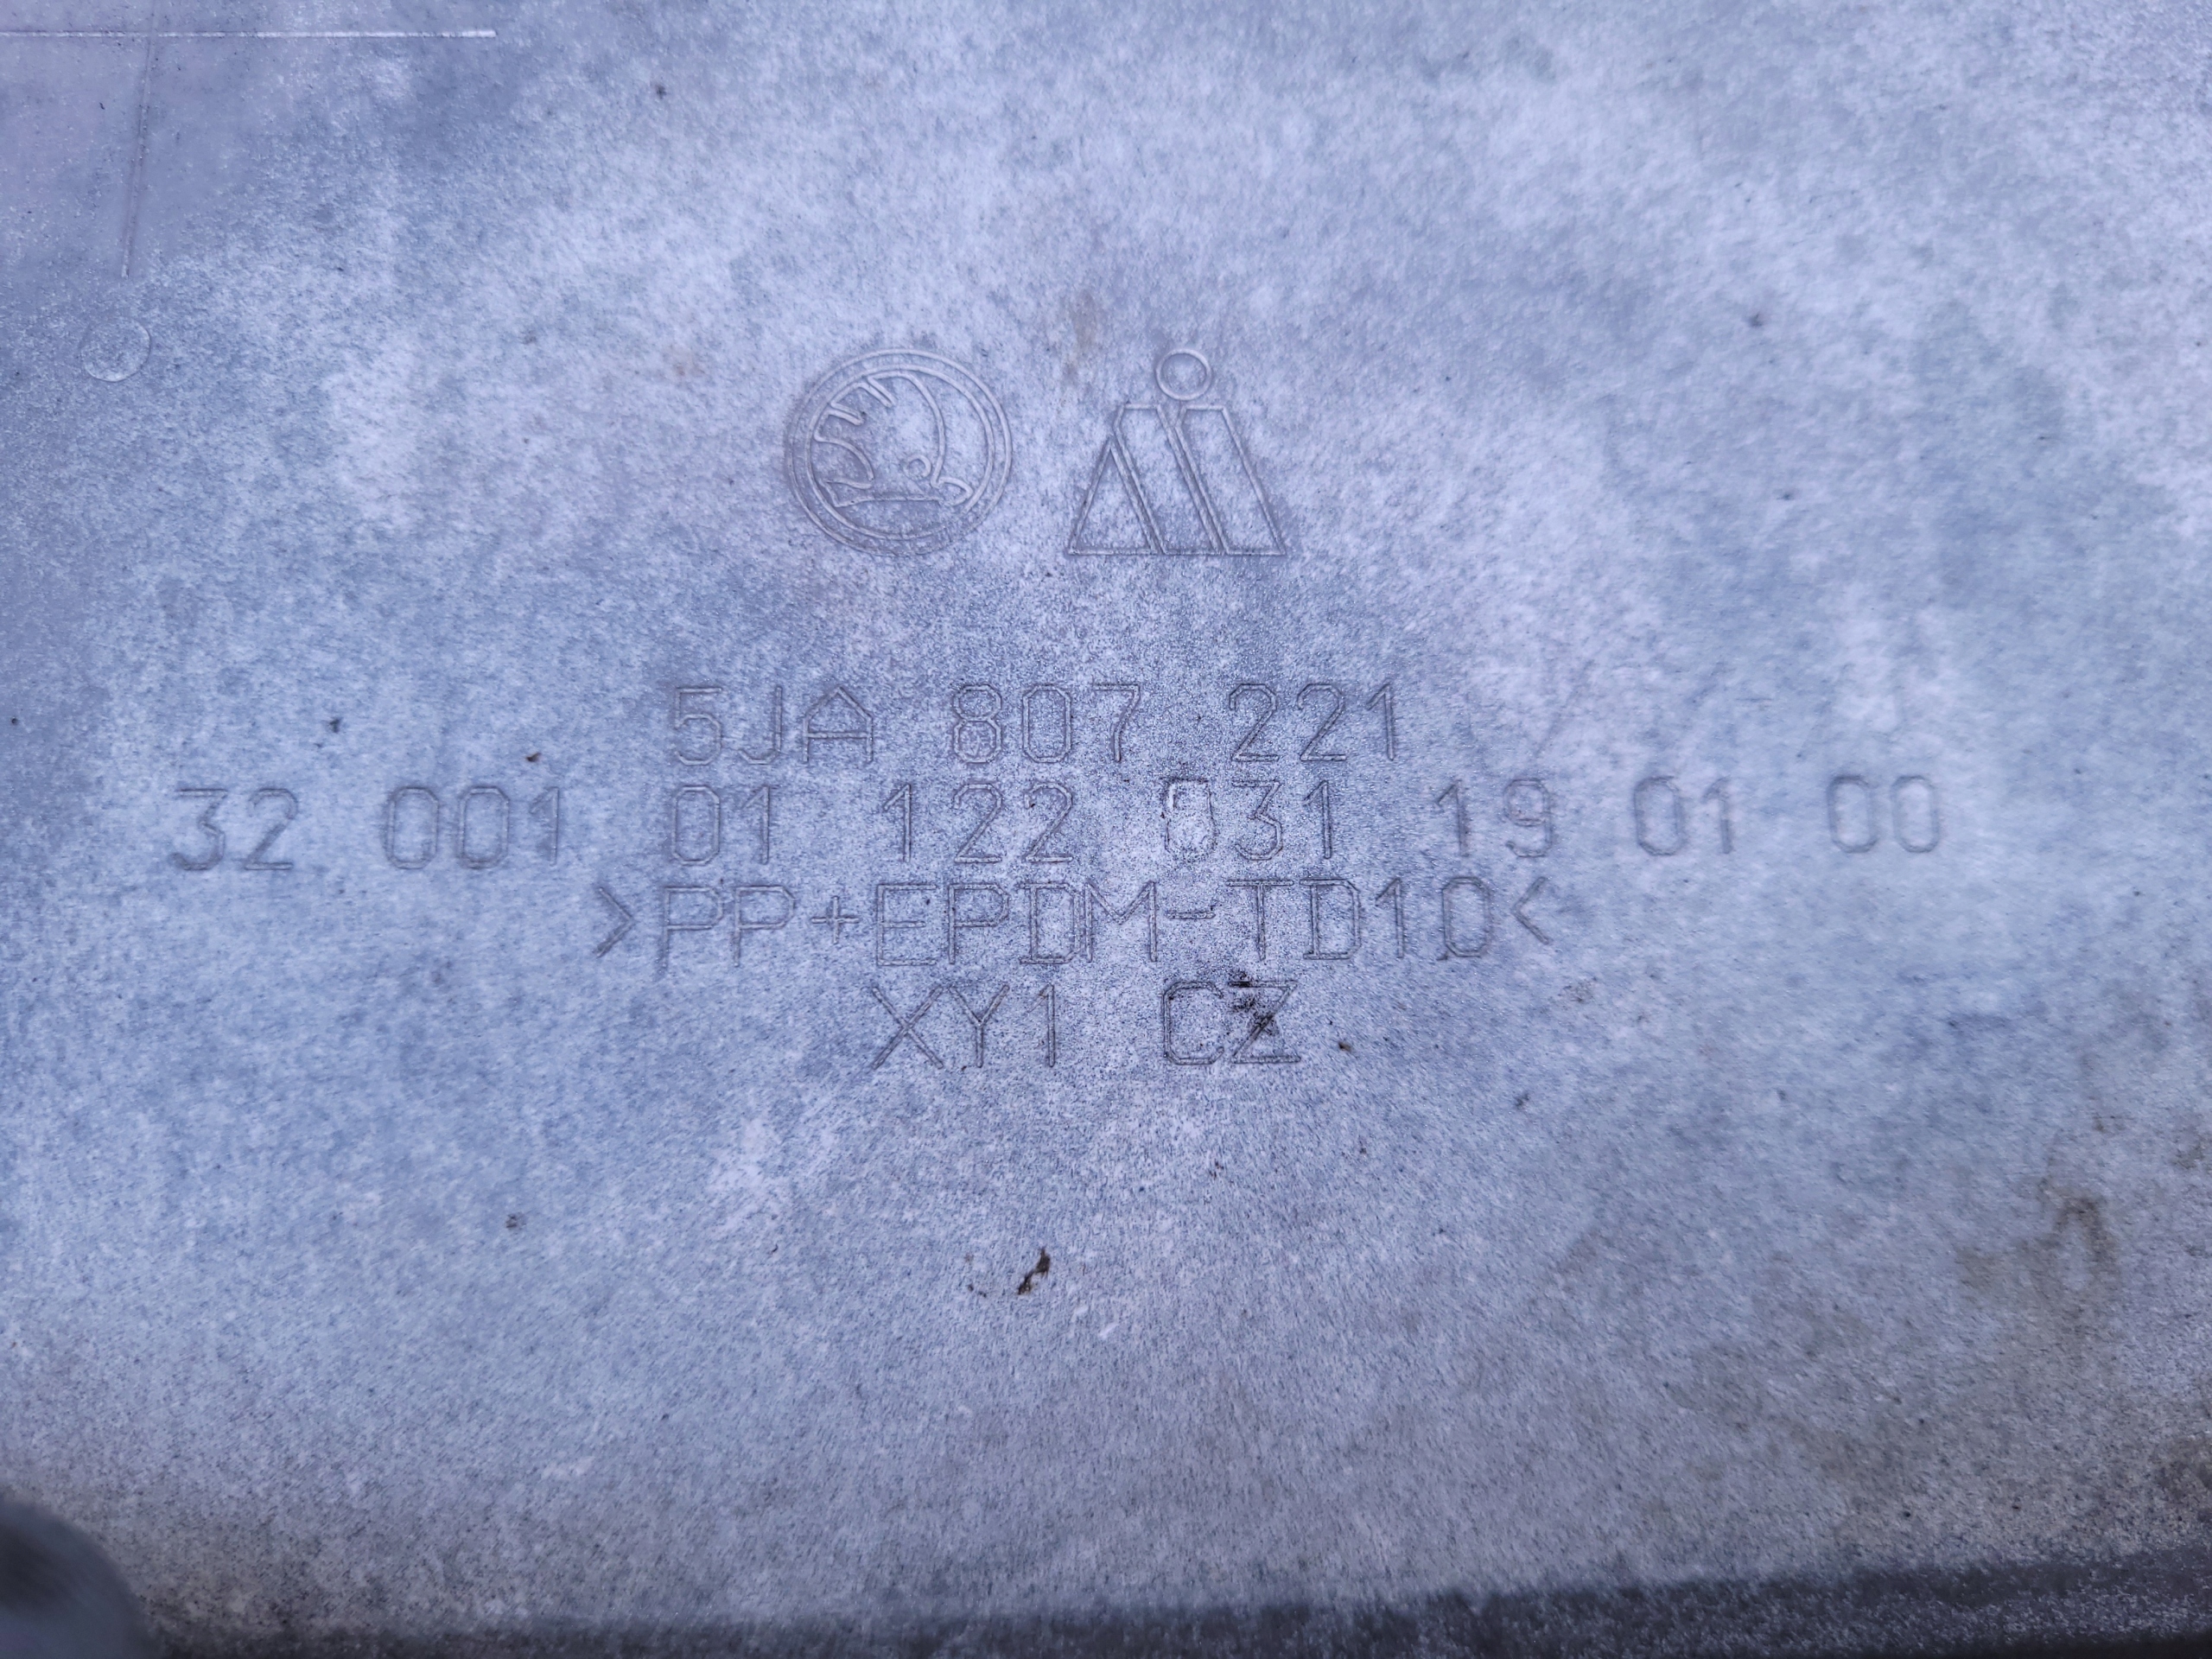 5JA 807 221
32 001 01 122 031 19 01 00
>PP+EPDM-TD10<
XY1 CZ